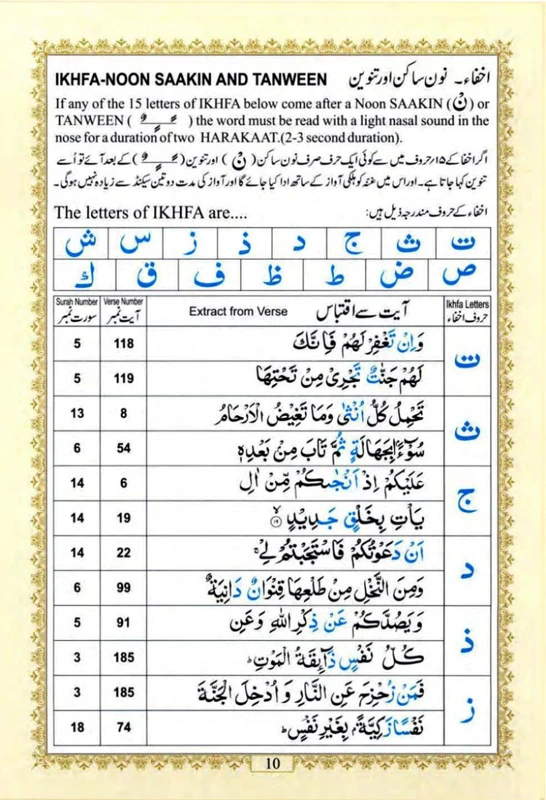 IKHFA-NOON SAAKIN AND TANWEEN اخفاء۔ نون ساکن اور تنوین
If any of the 15 letters of IKHFA below come after a Noon SAAKIN (نْ) or
TANWEEN ( ـًـٍـٌ ) the word must be read with a light nasal sound in the
nose for a duration of two HARAKAAT.(2-3 second duration).
اگر اخفاء کے ۱۵؍حروف میں سے کوئی ایک حرف صرف نون ساکن (نْ) اور تنوین ( ـًـٍـٌ ) کے بعد آئے تو اُسے
تنوین کہا جاتا ہے۔ اور اس میں غنہ کو ہلکی آواز کے ساتھ ادا کیا جائے گا اور آواز کی مدت دو تین سیکنڈ سے زیادہ نہیں ہوگی۔
The letters of IKHFA are.... اخفاء کے حروف مندرجہ ذیل ہیں:
ت ث ج د ذ ز س ش
ص ض ط ظ ف ق ك
Surah Number Verse Number Extract from Verse آیت سے اقتباس Ikhfa Letters
سورت نمبر آیت نمبر حروف اخفاء
5 118 وَاِنْ تَغْفِرْ لَهُمْ فَاِنَّكَ ت
5 119 لَهُمْ جَنّٰتٌ تَجْرِىْ مِنْ تَحْتِهَا
13 8 تَحْمِلُ كُلُّ اُنْثٰى وَمَا تَغِيْضُ الْاَرْحَامُ ث
6 54 سُوْٓءًۢا بِجَهَالَةٍ ثُمَّ تَابَ مِنْۢ بَعْدِهٖ
14 6 عَلَيْكُمْ اِذْ اَنْجٰىكُمْ مِّنْ اٰلِ ج
14 19 يَاْتِ بِخَلْقٍ جَدِيْدٍ ۙ‏﴿۱۹﴾
14 22 اَنْ دَعَوْتُكُمْ فَاسْتَجَبْتُمْ لِىْ‌ۚ د
6 99 وَمِنَ النَّخْلِ مِنْ طَلْعِهَا قِنْوَانٌ دَانِيَةٌ
5 91 وَيَصُدَّكُمْ عَنْ ذِكْرِ اللّٰهِ وَعَنِ ذ
3 185 كُلُّ نَفْسٍ ذَآئِقَةُ الْمَوْتِؕ
3 185 فَمَنْ زُحْزِحَ عَنِ النَّارِ وَاُدْخِلَ الْجَنَّةَ ز
18 74 نَفْسًا زَكِيَّةً ۢ بِغَيْرِ نَفْسٍؕ
10